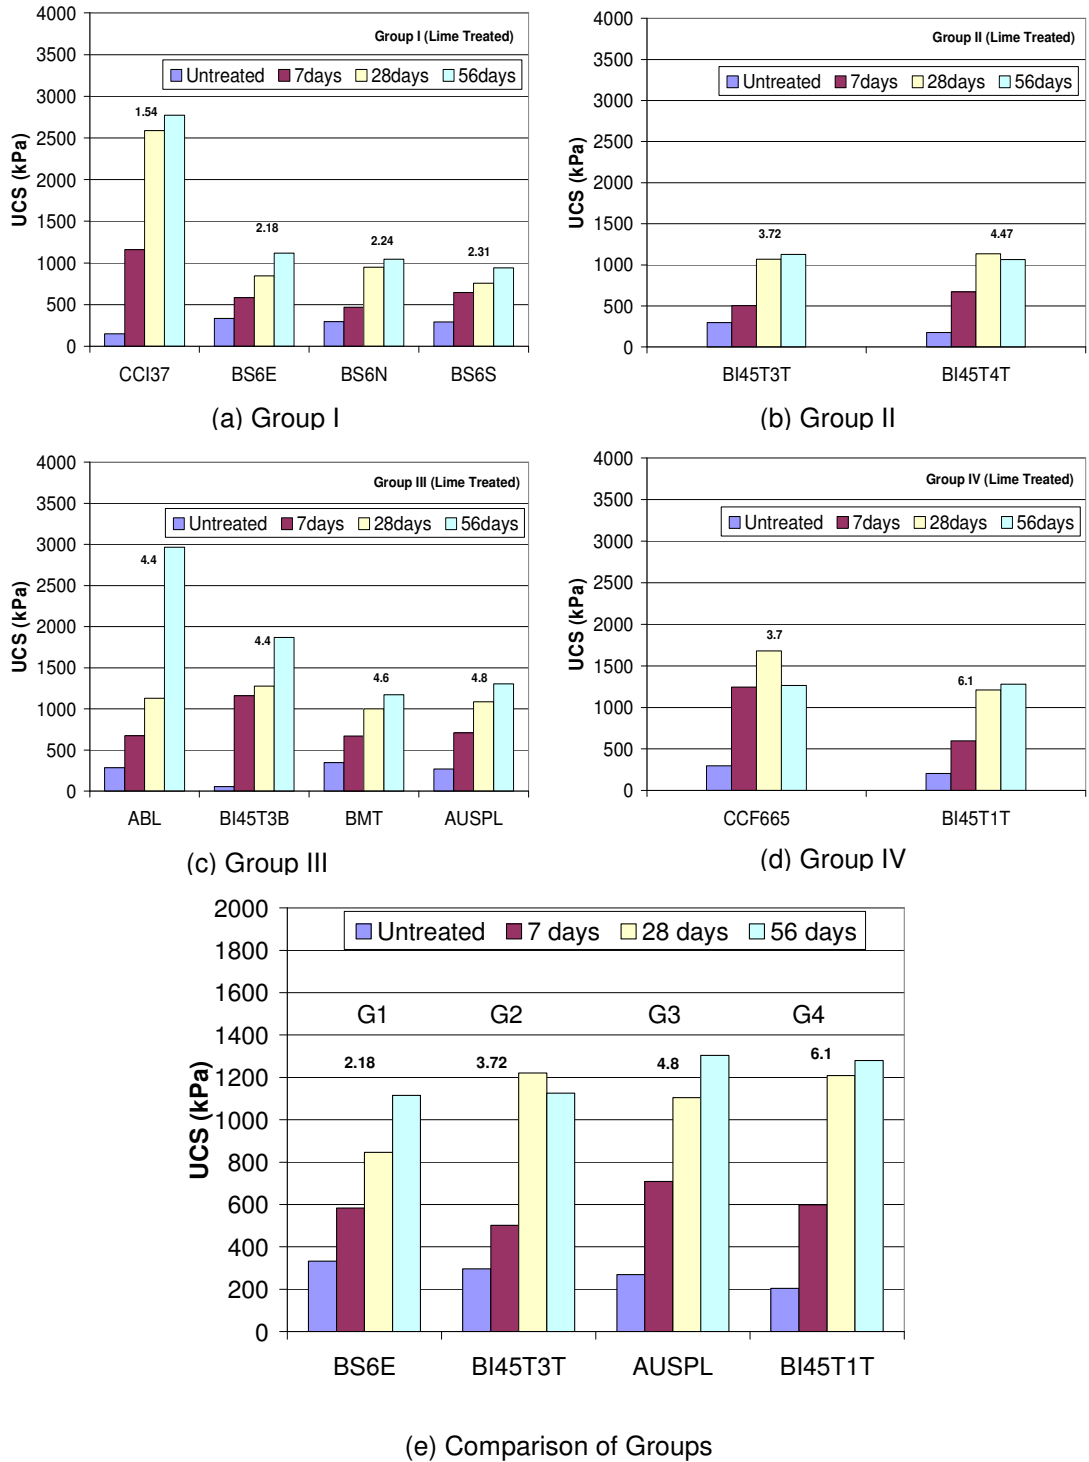 Group I (Lime Treated)
Untreated 7days 28days 56days
UCS (kPa)
4000
3500
3000
2500
2000
1500
1000
500
0
1.54
2.18
2.24
2.31
CCI37 BS6E BS6N BS6S
(a) Group I
Group II (Lime Treated)
Untreated 7days 28days 56days
UCS (kPa)
4000
3500
3000
2500
2000
1500
1000
500
0
3.72
4.47
BI45T3T BI45T4T
(b) Group II
Group III (Lime Treated)
Untreated 7days 28days 56days
UCS (kPa)
4000
3500
3000
2500
2000
1500
1000
500
0
4.4
4.4
4.6
4.8
ABL BI45T3B BMT AUSPL
(c) Group III
Group IV (Lime Treated)
Untreated 7days 28days 56days
UCS (kPa)
4000
3500
3000
2500
2000
1500
1000
500
0
3.7
6.1
CCF665 BI45T1T
(d) Group IV
Untreated 7 days 28 days 56 days
UCS (kPa)
2000
1800
1600
1400
1200
1000
800
600
400
200
0
G1 G2 G3 G4
2.18 3.72 4.8 6.1
BS6E BI45T3T AUSPL BI45T1T
(e) Comparison of Groups